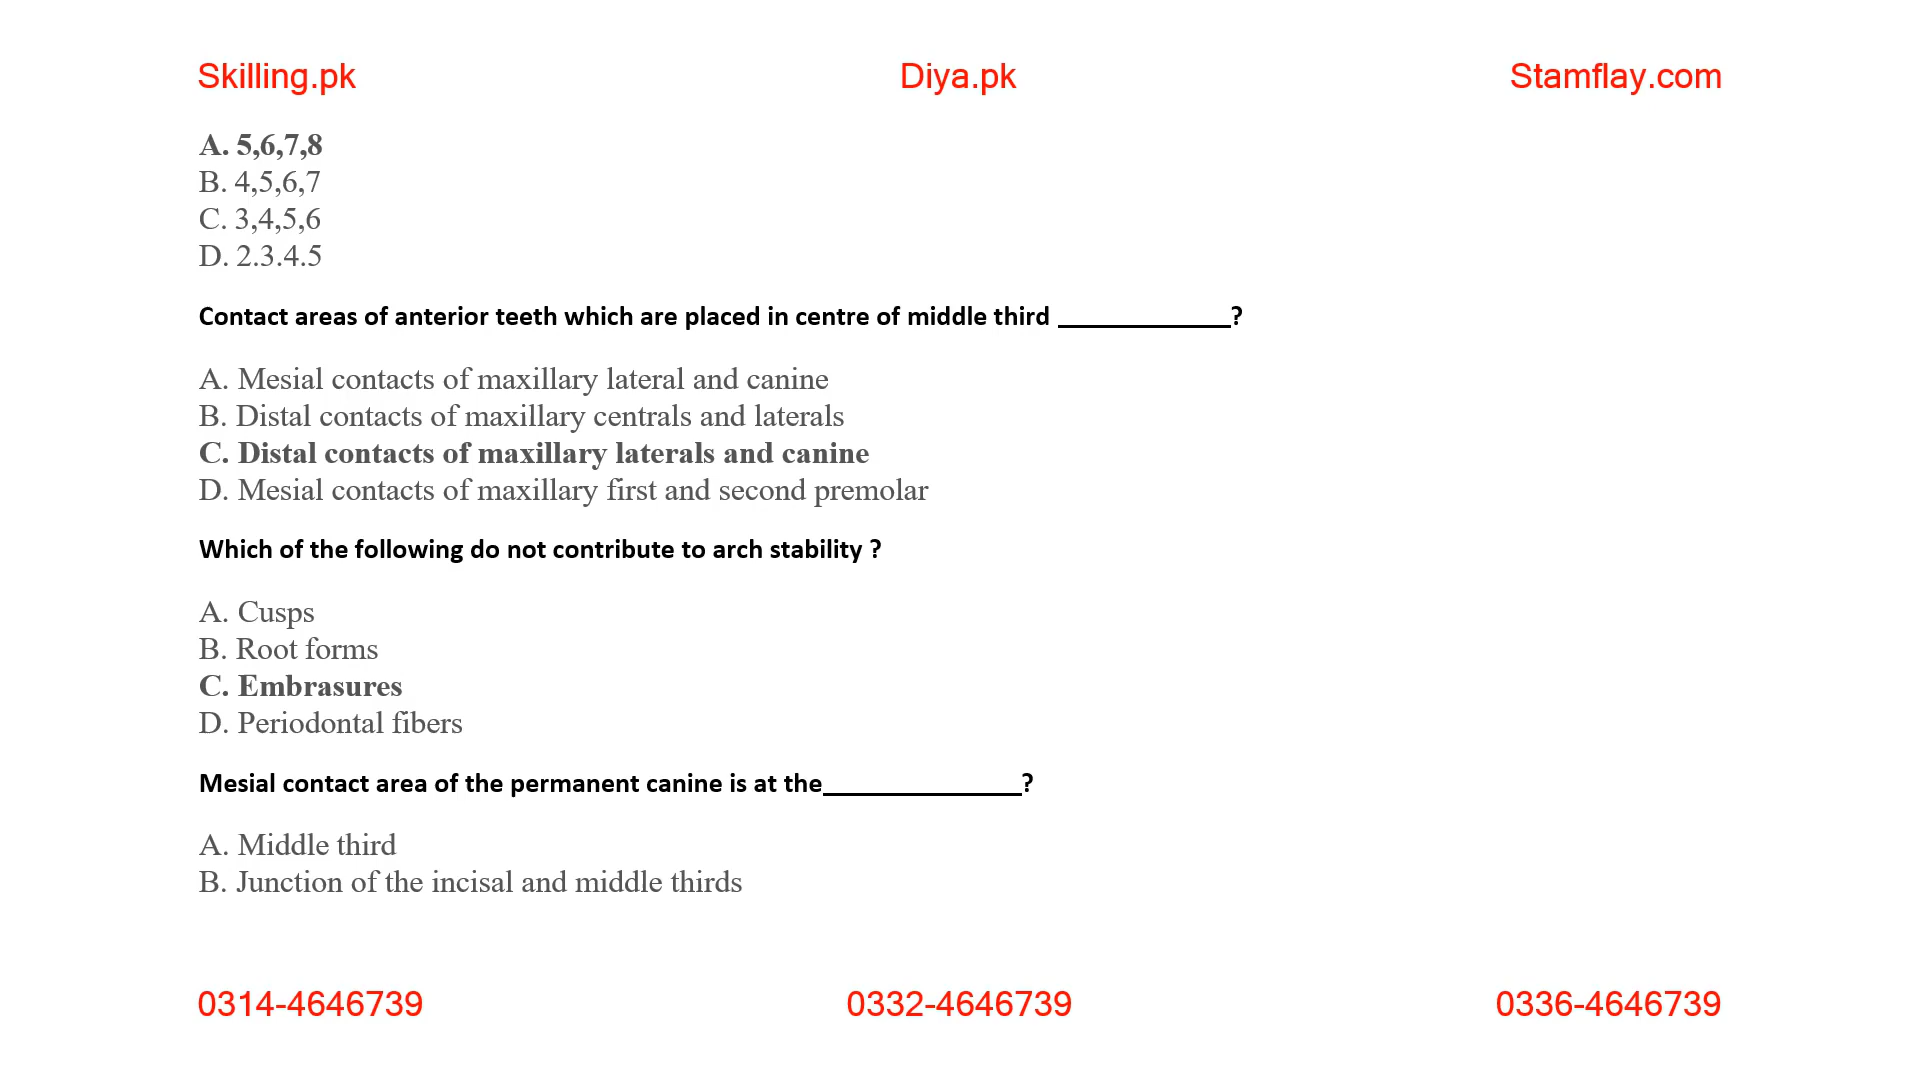 Skilling.pk Diya.pk Stamflay.com
A. 5,6,7,8
B. 4,5,6,7
C. 3,4,5,6
D. 2.3.4.5
Contact areas of anterior teeth which are placed in centre of middle third ____________?
A. Mesial contacts of maxillary lateral and canine
B. Distal contacts of maxillary centrals and laterals
C. Distal contacts of maxillary laterals and canine
D. Mesial contacts of maxillary first and second premolar
Which of the following do not contribute to arch stability ?
A. Cusps
B. Root forms
C. Embrasures
D. Periodontal fibers
Mesial contact area of the permanent canine is at the______________?
A. Middle third
B. Junction of the incisal and middle thirds
0314-4646739 0332-4646739 0336-4646739